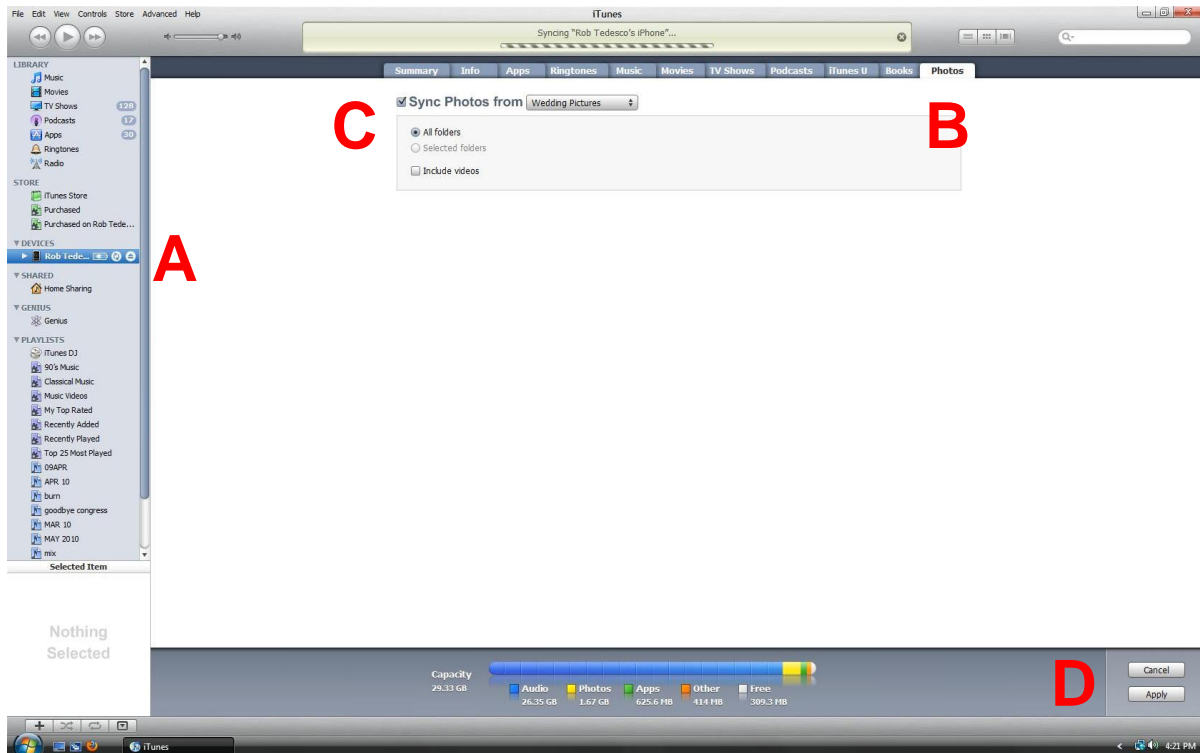 File Edit View Controls Store Advanced Help
iTunes
Syncing "Rob Tedesco's iPhone"...
Q-
LIBRARY
Music
Movies
TV Shows 128
Podcasts 17
Apps 30
Ringtones
Radio
STORE
iTunes Store
Purchased
Purchased on Rob Tede...
DEVICES
Rob Tede...
SHARED
Home Sharing
GENIUS
Genius
PLAYLISTS
iTunes DJ
90's Music
Classical Music
Music Videos
My Top Rated
Recently Added
Recently Played
Top 25 Most Played
09APR
APR 10
burn
goodbye congress
MAR 10
MAY 2010
mix
Selected Item
Nothing
Selected
A
Summary Info Apps Ringtones Music Movies TV Shows Podcasts iTunes U Books Photos
C
Sync Photos from Wedding Pictures
B
All folders
Selected folders
Include videos
Capacity
29.33 GB
Audio Photos Apps Other Free
26.35 GB 1.67 GB 625.6 MB 414 MB 309.3 MB
D
Cancel
Apply
iTunes
4:21 PM